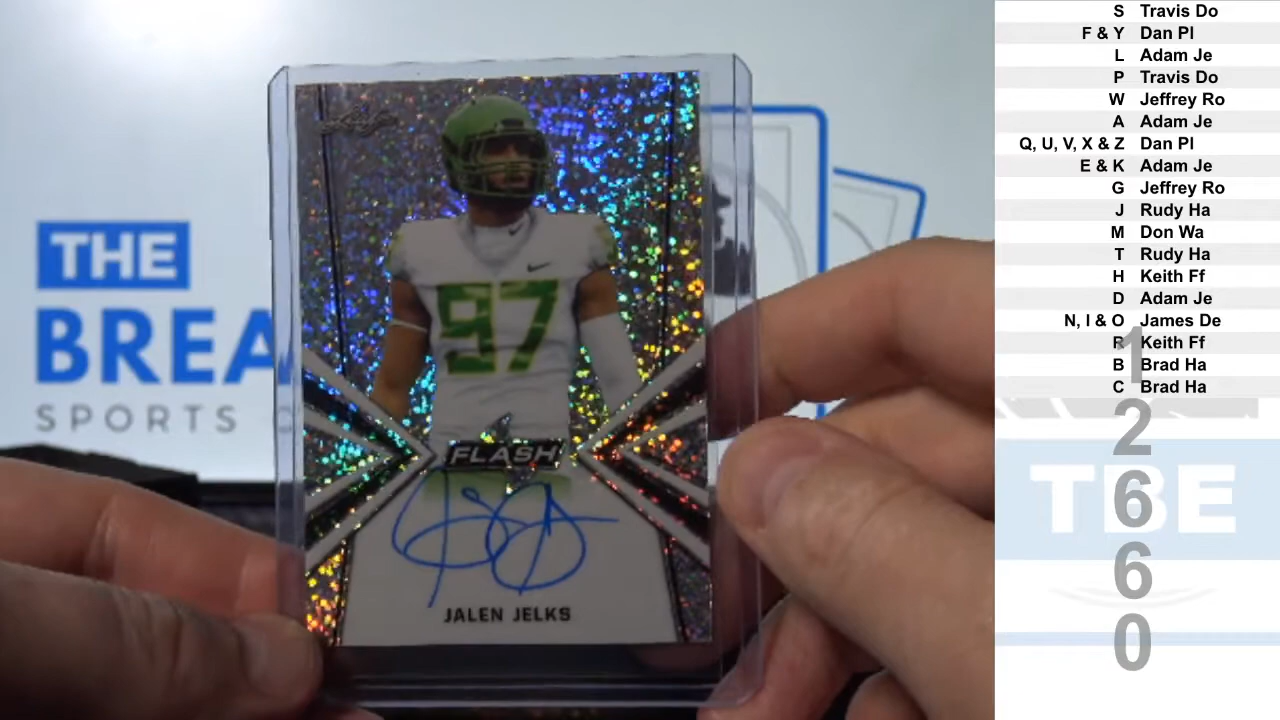 S Travis Do
F & Y Dan Pl
L Adam Je
P Travis Do
W Jeffrey Ro
A Adam Je
Q, U, V, X & Z Dan Pl
E & K Adam Je
G Jeffrey Ro
J Rudy Ha
M Don Wa
T Rudy Ha
H Keith Ff
D Adam Je
N, I & O James De
R Keith Ff
B Brad Ha
C Brad Ha
1
2
6
6
0
TBE
THE
BREA
SPORTS C
Leaf
97
FLASH
JALEN JELKS